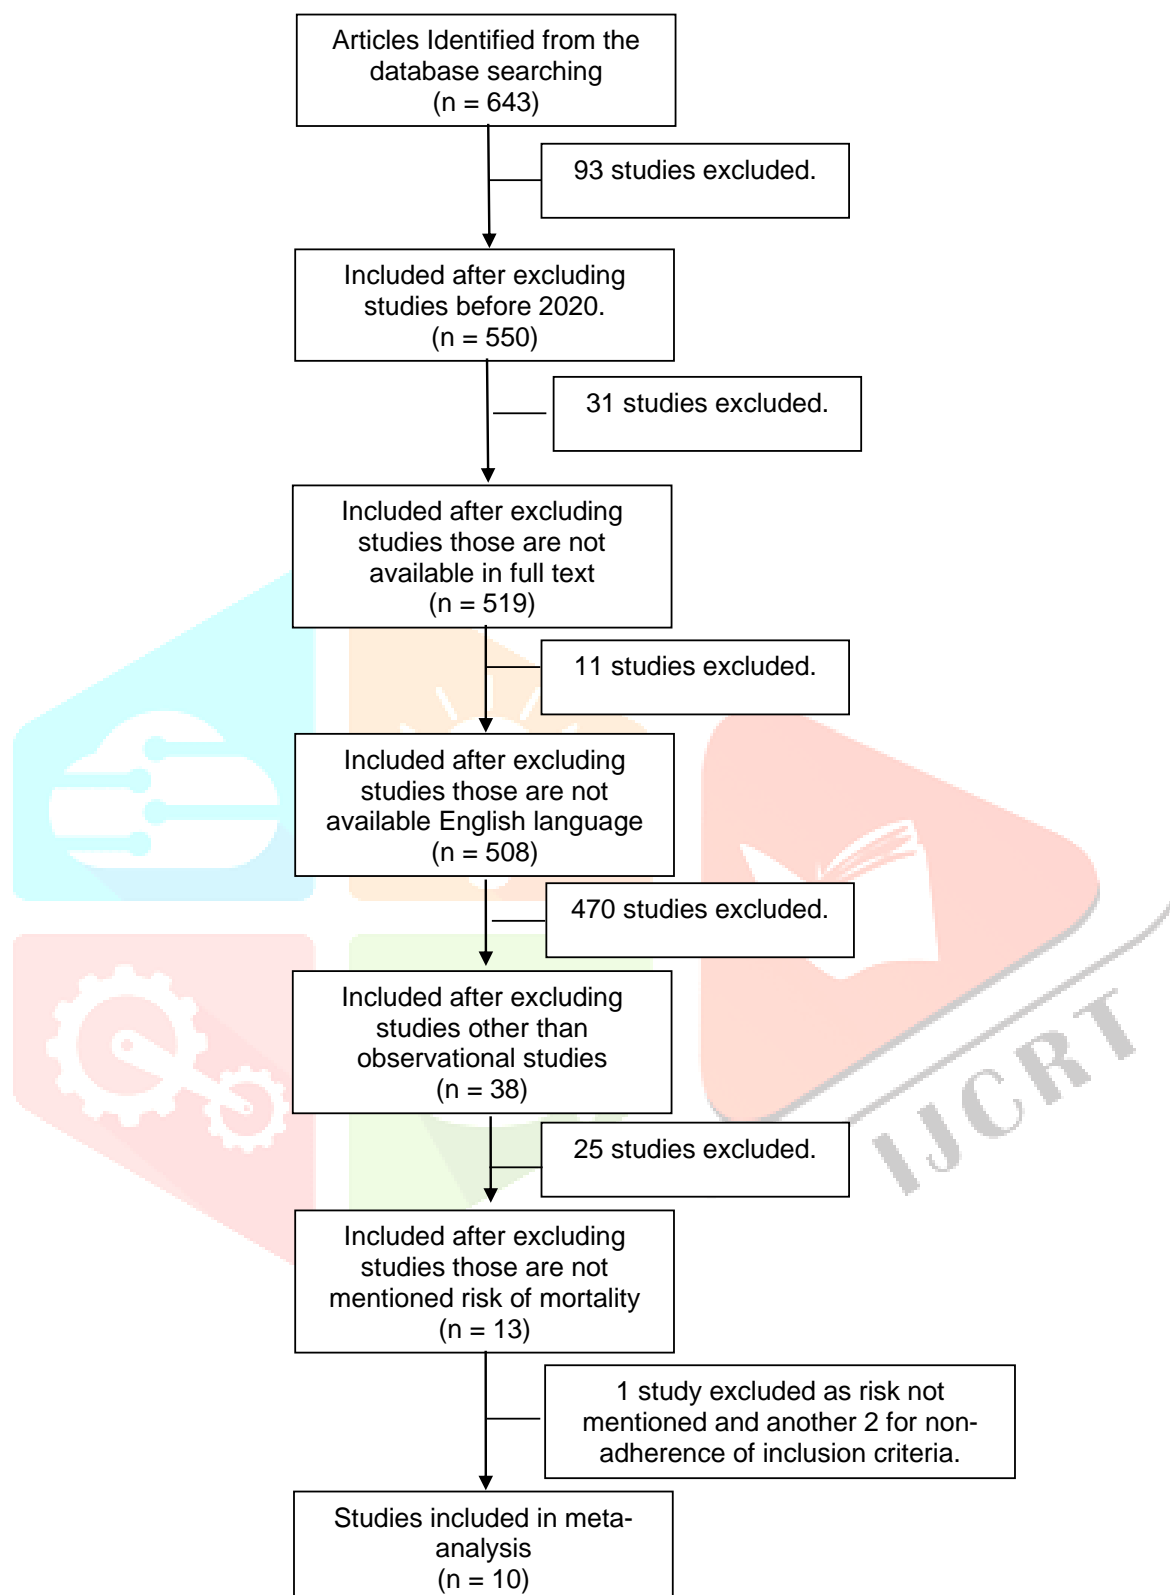 Articles Identified from the
database searching
(n = 643)
93 studies excluded.
Included after excluding
studies before 2020.
(n = 550)
31 studies excluded.
Included after excluding
studies those are not
available in full text
(n = 519)
11 studies excluded.
Included after excluding
studies those are not
available English language
(n = 508)
470 studies excluded.
Included after excluding
studies other than
observational studies
(n = 38)
25 studies excluded.
Included after excluding
studies those are not
mentioned risk of mortality
(n = 13)
1 study excluded as risk not
mentioned and another 2 for non-
adherence of inclusion criteria.
Studies included in meta-
analysis
(n = 10)
IJCRT